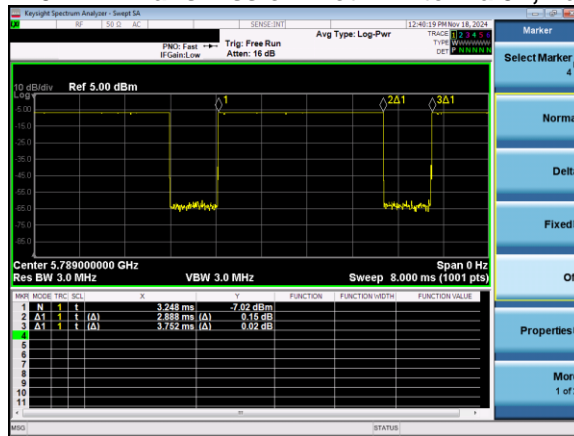 Keysight Spectrum Analyzer - Swept SA
RF 50 Ω AC SENSE:INT 12:40:19 PM Nov 18, 2024
Avg Type: Log-Pwr TRACE 1 2 3 4 5 6
PNO: Fast Trig: Free Run TYPE WWWWWW
IFGain:Low Atten: 16 dB DET P N N N N N
Marker
Select Marker
4
10 dB/div Ref 5.00 dBm
Log
1 2Δ1 3Δ1
-5.00
-15.0
-25.0
-35.0
-45.0
-55.0
-65.0
-75.0
-85.0
Norma
Delt
Fixed
Of
Properties
Mor
1 of
Center 5.789000000 GHz Span 0 Hz
Res BW 3.0 MHz VBW 3.0 MHz Sweep 8.000 ms (1001 pts)
MKR MODE TRC SCL X Y FUNCTION FUNCTION WIDTH FUNCTION VALUE
1 N 1 t 3.248 ms -7.02 dBm
2 Δ1 1 t (Δ) 2.888 ms (Δ) 0.15 dB
3 Δ1 1 t (Δ) 3.752 ms (Δ) 0.02 dB
4
5
6
7
8
9
10
11
MSG STATUS